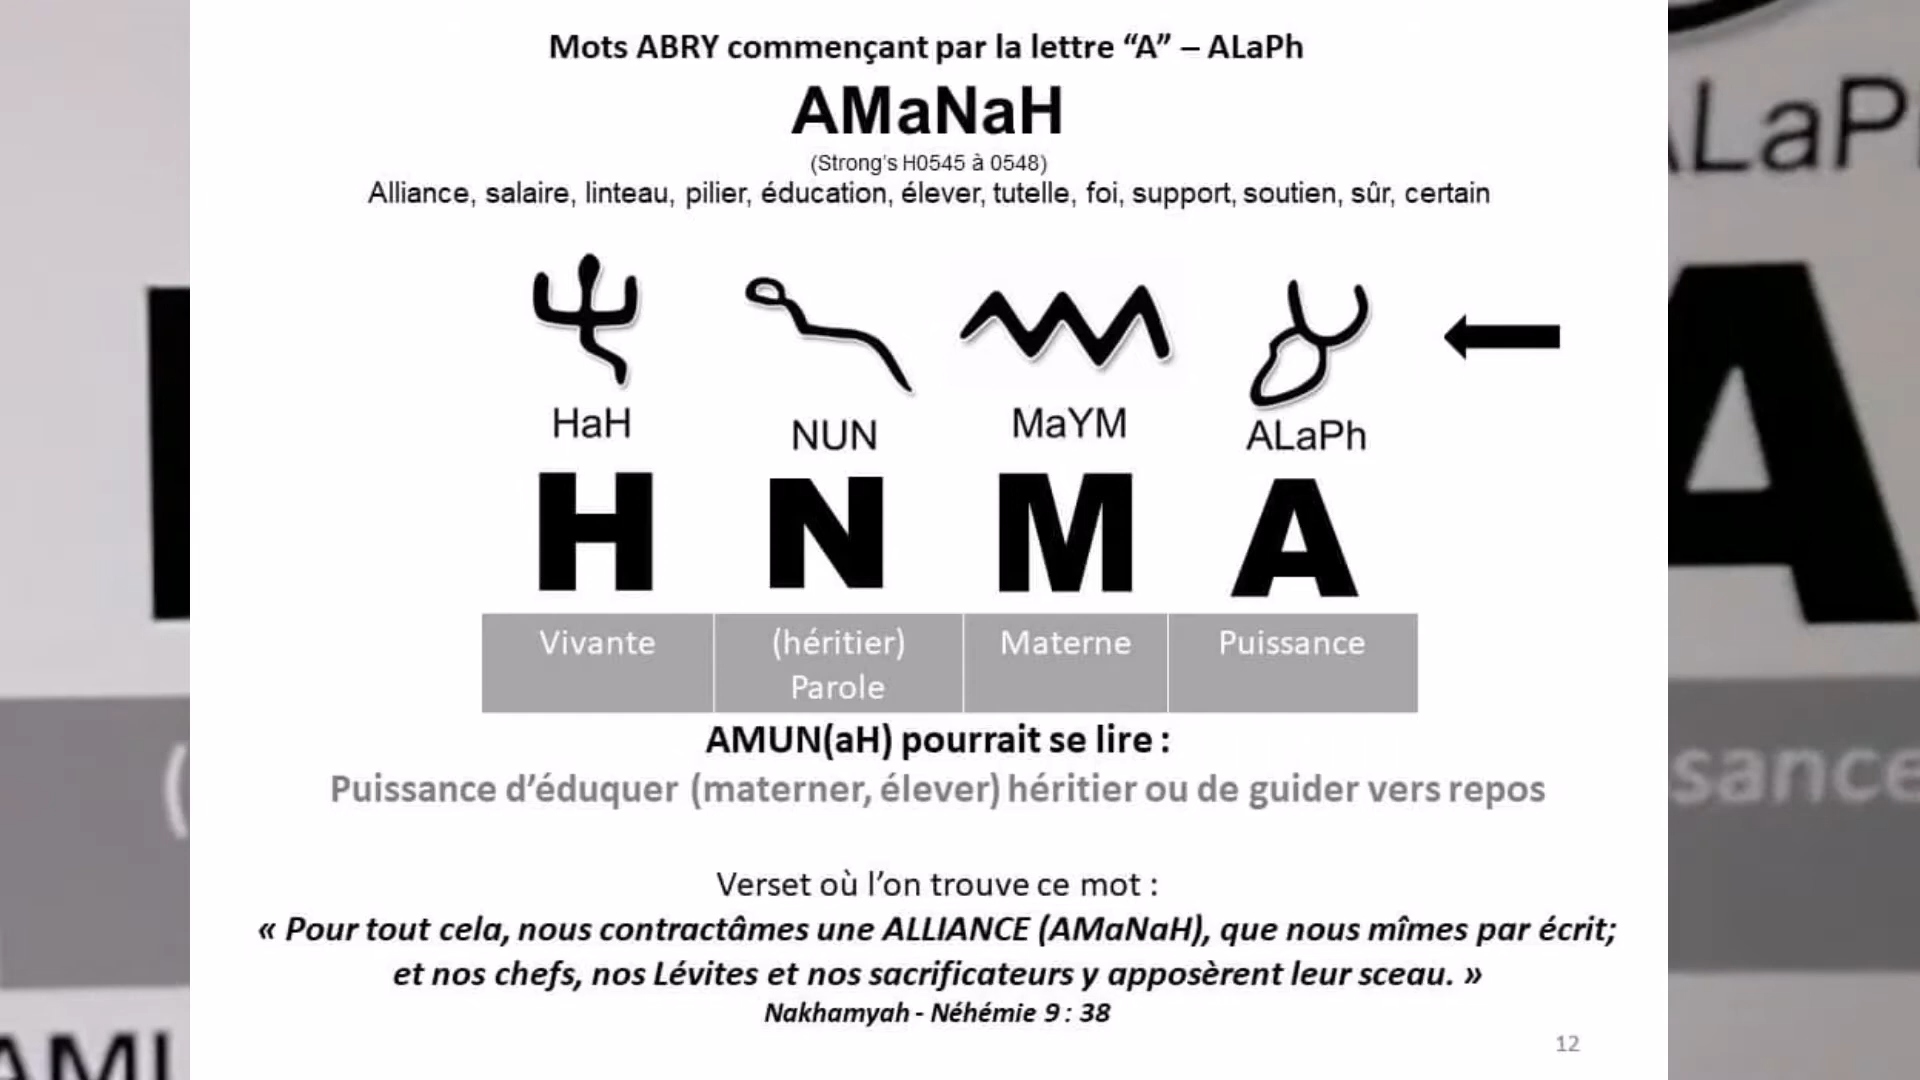 Mots ABRY commençant par la lettre “A” – ALaPh
AMaNaH
(Strong's H0545 à 0548)
Alliance, salaire, linteau, pilier, éducation, élever, tutelle, foi, support, soutien, sûr, certain
HaH NUN MaYM ALaPh
H N M A
Vivante (héritier) Materne Puissance
Parole
AMUN(aH) pourrait se lire :
Puissance d’éduquer (materner, élever) héritier ou de guider vers repos
Verset où l’on trouve ce mot :
« Pour tout cela, nous contractâmes une ALLIANCE (AMaNaH), que nous mîmes par écrit;
et nos chefs, nos Lévites et nos sacrificateurs y apposèrent leur sceau. »
Nakhamyah - Néhémie 9 : 38
12
LaP
A
sance
AMU